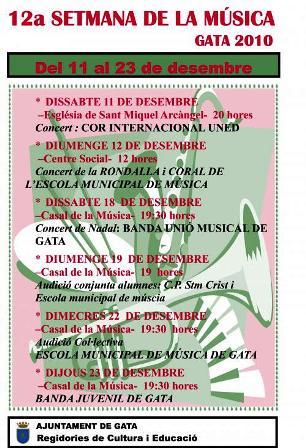 12a SETMANA DE LA MÚSICA
GATA 2010
Del 11 al 23 de desembre
* DISSABTE 11 DE DESEMBRE
–Església de Sant Miquel Arcàngel- 20 hores
Concert : COR INTERNACIONAL UNED
* DIUMENGE 12 DE DESEMBRE
–Centre Social- 12 hores
Concert de la RONDALLA i CORAL DE
L'ESCOLA MUNICIPAL DE MÚSICA
* DISSABTE 18 DE DESEMBRE
–Casal de la Música- 19:30 hores
Concert de Nadal: BANDA UNIÓ MUSICAL DE
GATA
* DIUMENGE 19 DE DESEMBRE
–Casal de la Música- 19 hores
Audició conjunta alumnes: C.P. Stm Crist i
Escola municipal de múscia
* DIMECRES 22 DE DESEMBRE
–Casal de la Música- 19:30 hores
Audició Col·lectiva
ESCOLA MUNICIPAL DE MÚSICA DE GATA
* DIJOUS 23 DE DESEMBRE
–Casal de la Música- 19:30 hores
BANDA JUVENIL DE GATA
AJUNTAMENT DE GATA
Regidories de Cultura i Educació